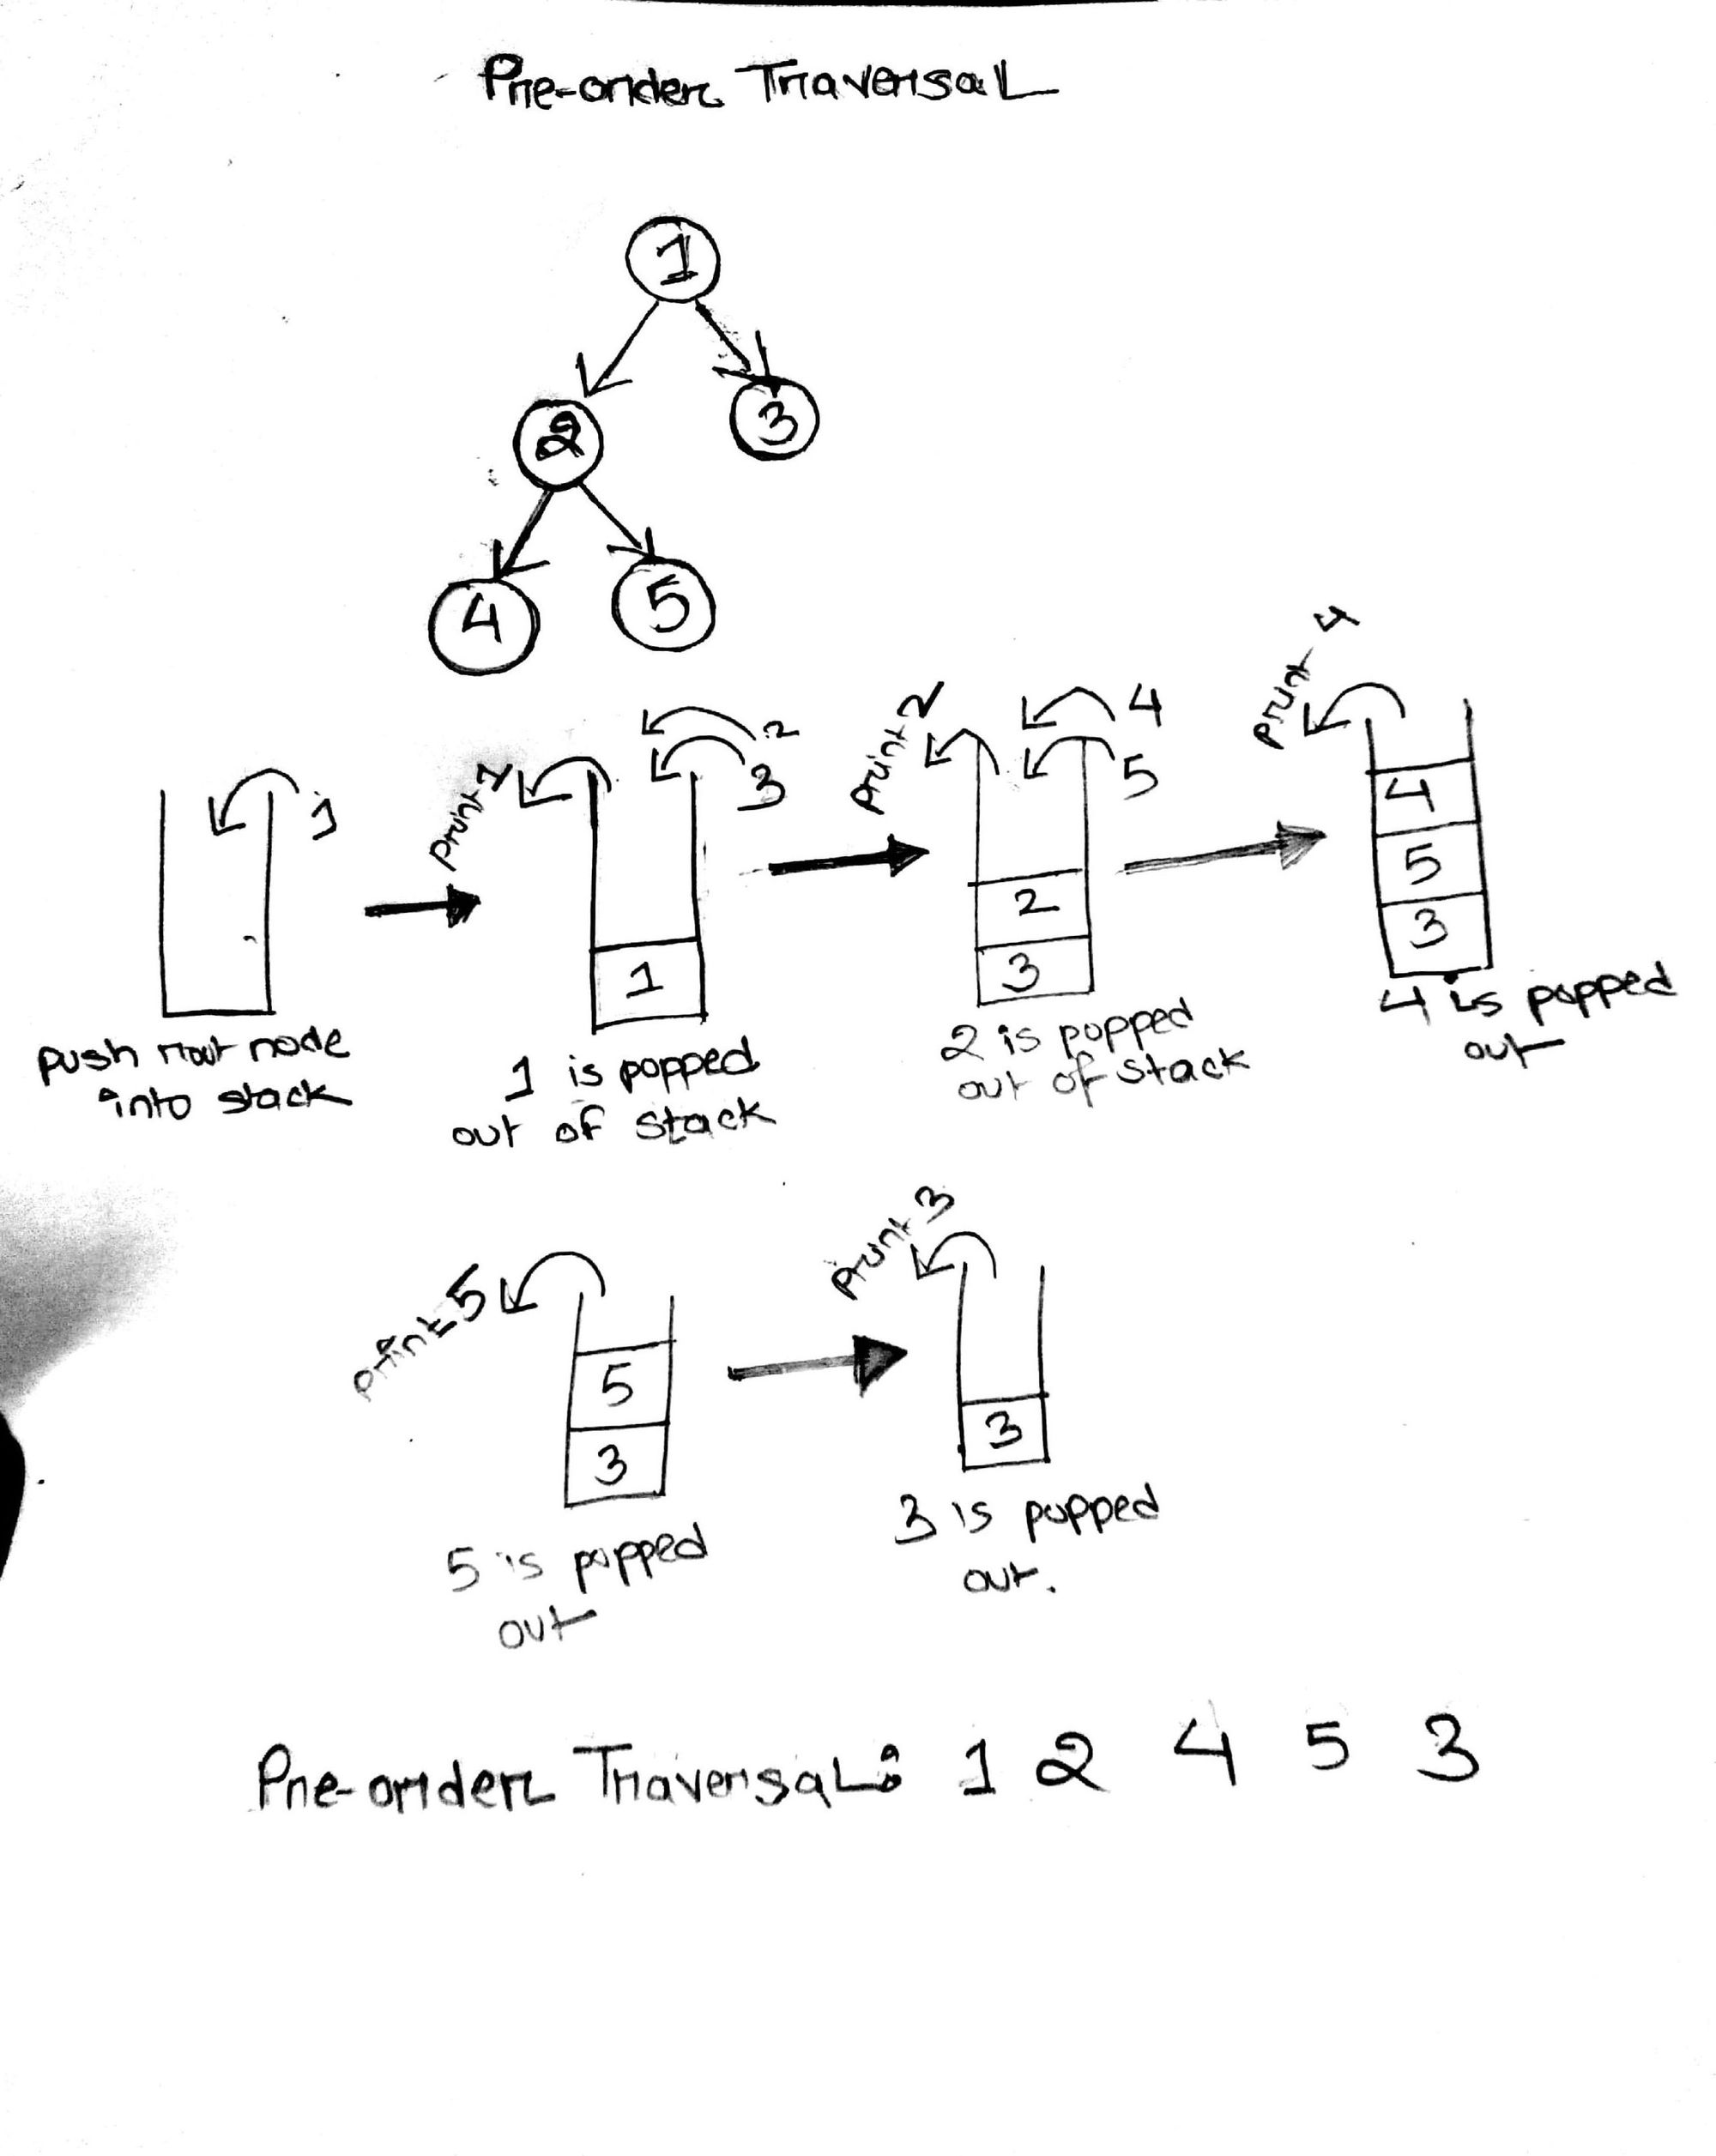 Pre-order Traversal
1
2
3
4
5
1
push root node
into stack
print 1
2
3
1
1 is popped
out of stack
print 2
4
5
2
3
2 is popped
out of stack
print 4
4
5
3
4 is popped
out
print 5
5
3
5 is popped
out
print 3
3
3 is popped
out.
Pre-order Traversal: 1 2 4 5 3